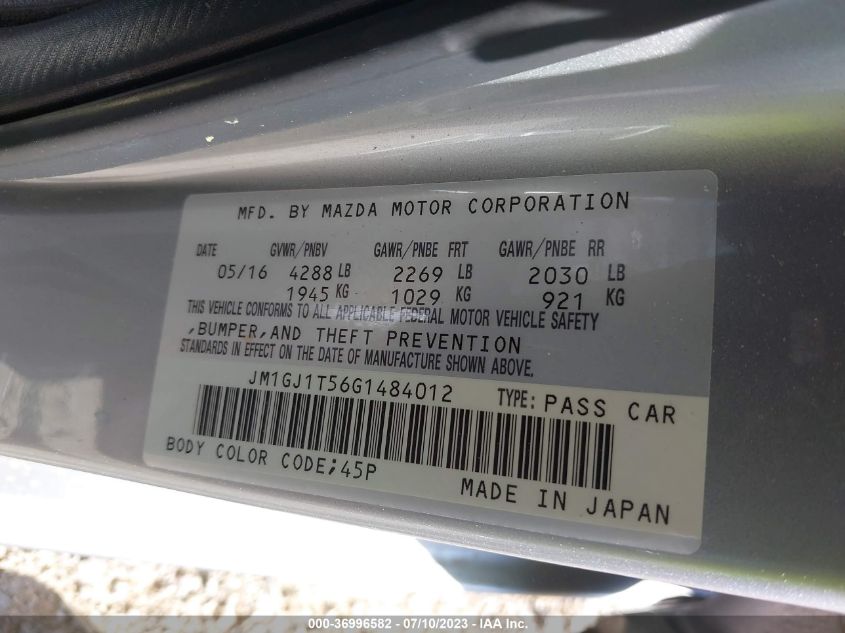 MFD. BY MAZDA MOTOR CORPORATION
DATE GVWR/PNBV GAWR/PNBE FRT GAWR/PNBE RR
05/16 4288 LB 2269 LB 2030 LB
1945 KG 1029 KG 921 KG
THIS VEHICLE CONFORMS TO ALL APPLICABLE FEDERAL MOTOR VEHICLE SAFETY
,BUMPER,AND THEFT PREVENTION
STANDARDS IN EFFECT ON THE DATE OF MANUFACTURE SHOWN ABOVE.
JM1GJ1T56G1484012 TYPE: PASS CAR
BODY COLOR CODE;45P
MADE IN JAPAN
000-36996582 - 07/10/2023 - IAA Inc.